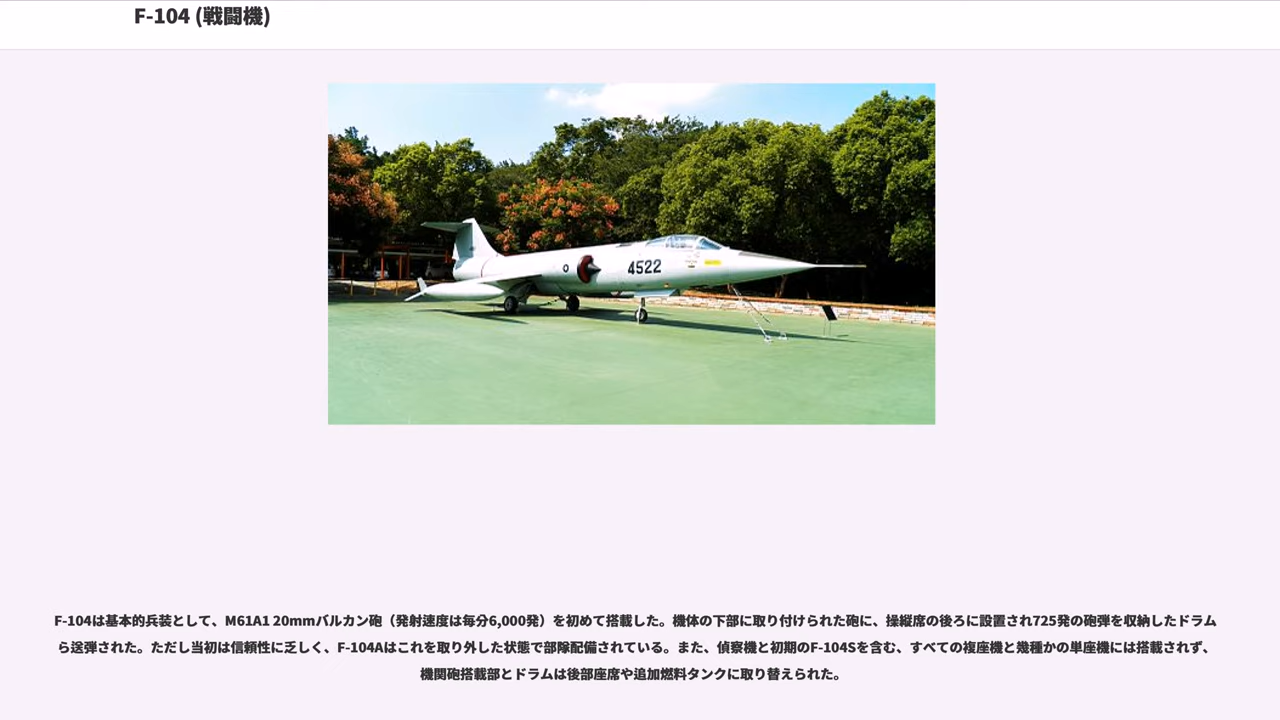 F-104 (戦闘機)
4522
F-104は基本的兵装として、M61A1 20mmバルカン砲（発射速度は毎分6,000発）を初めて搭載した。機体の下部に取り付けられた砲に、操縦席の後ろに設置され725発の砲弾を収納したドラム
ら送弾された。ただし当初は信頼性に乏しく、F-104Aはこれを取り外した状態で部隊配備されている。また、偵察機と初期のF-104Sを含む、すべての複座機と幾種かの単座機には搭載されず、
機関砲搭載部とドラムは後部座席や追加燃料タンクに取り替えられた。